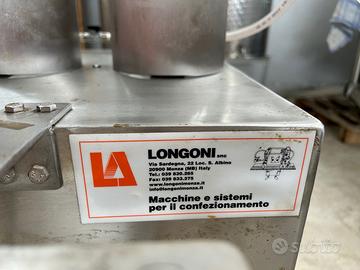 LA
LONGONI snc
Via Sardegna, 22 Loc. S. Albino
20900 Monza (MB) Italy
Tel.: 039 830.265
Fax: 039 833.275
www.longonimonza.it
info@longonimonza.it
Macchine e sistemi
per il confezionamento
subito